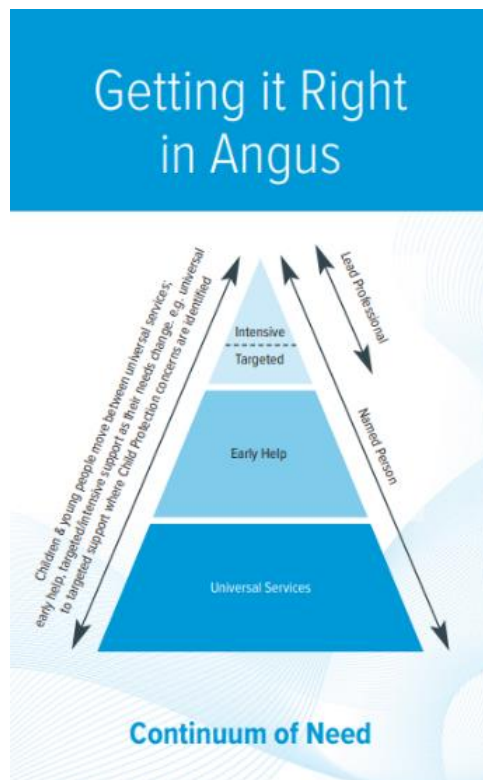 Getting it Right
in Angus
Children & young people move between universal services;
early help, targeted/intensive support as their needs change. e.g. universal
to targeted support where Child Protection concerns are identified
Lead Professional
Intensive
Targeted
Named Person
Early Help
Universal Services
Continuum of Need